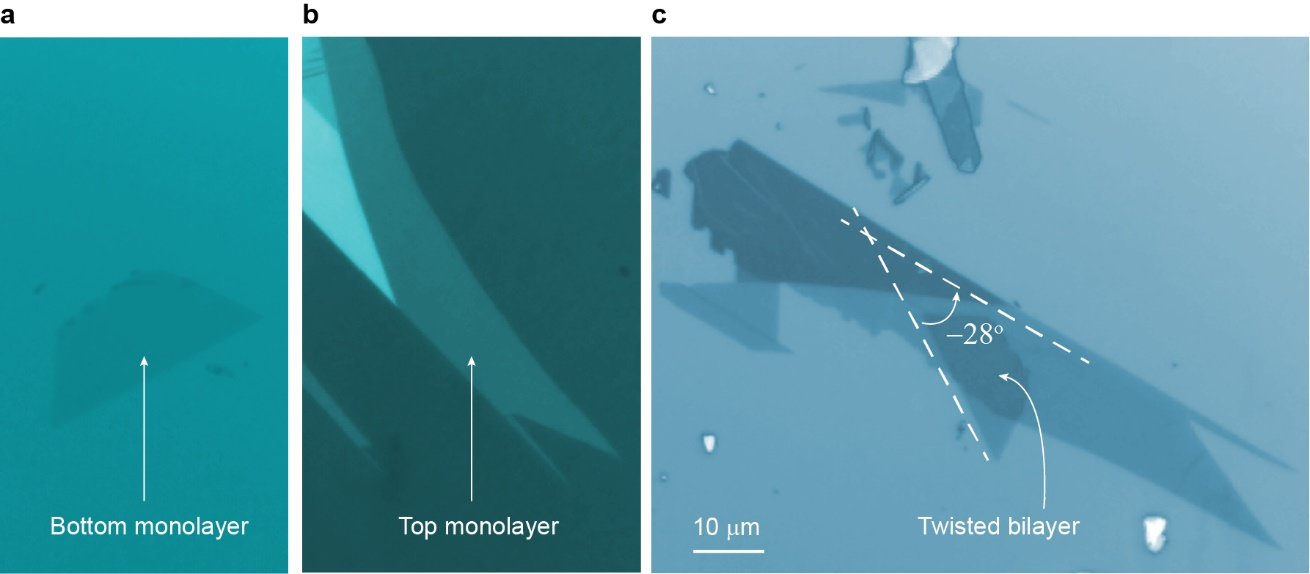 a
b
c
Bottom monolayer
Top monolayer
−28°
10 μm
Twisted bilayer